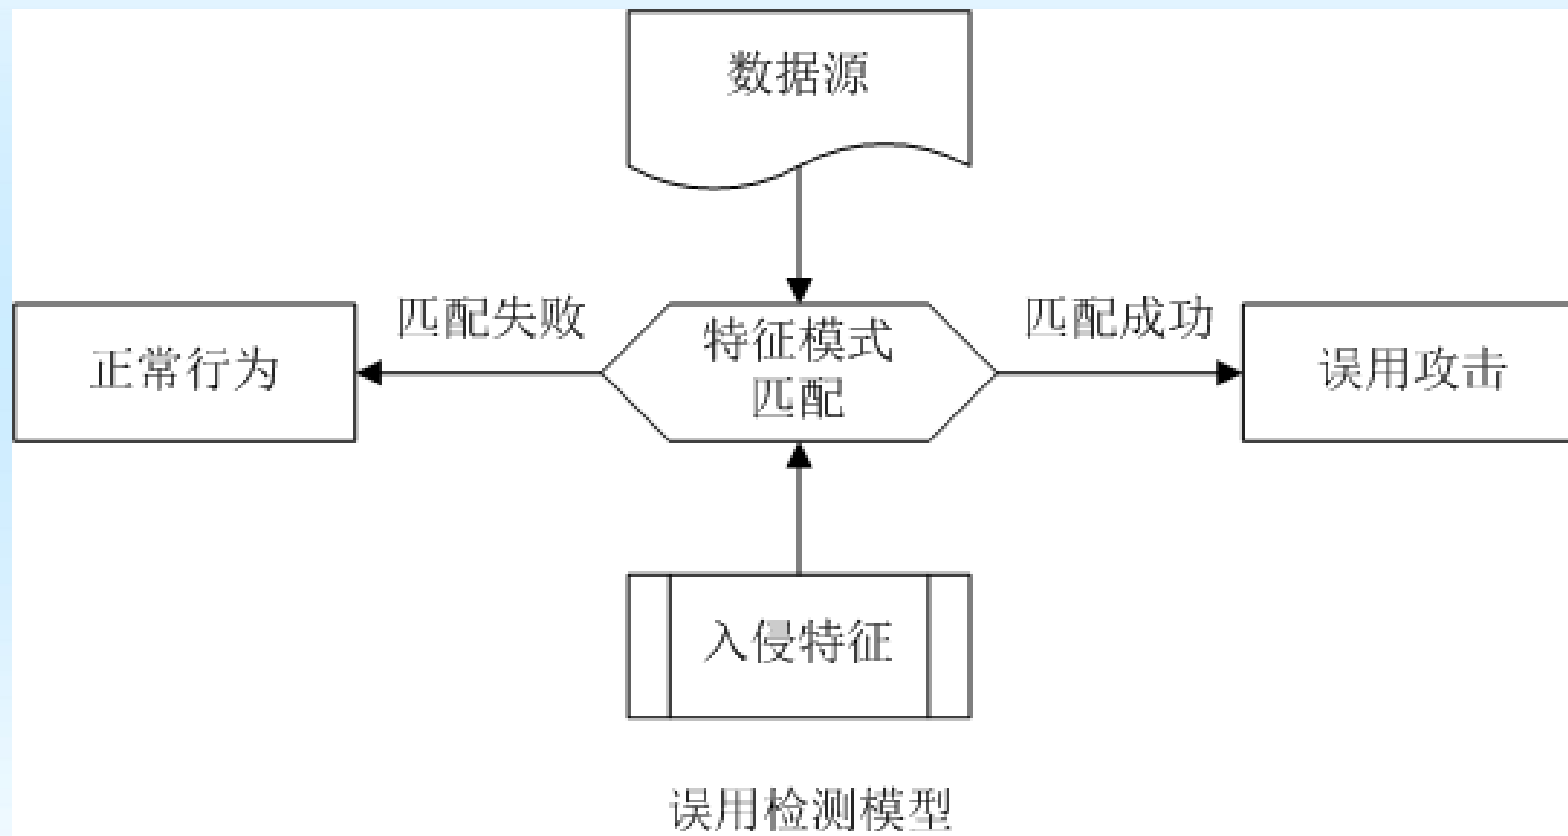 数据源
匹配失败
特征模式
匹配
匹配成功
正常行为
误用攻击
入侵特征
误用检测模型